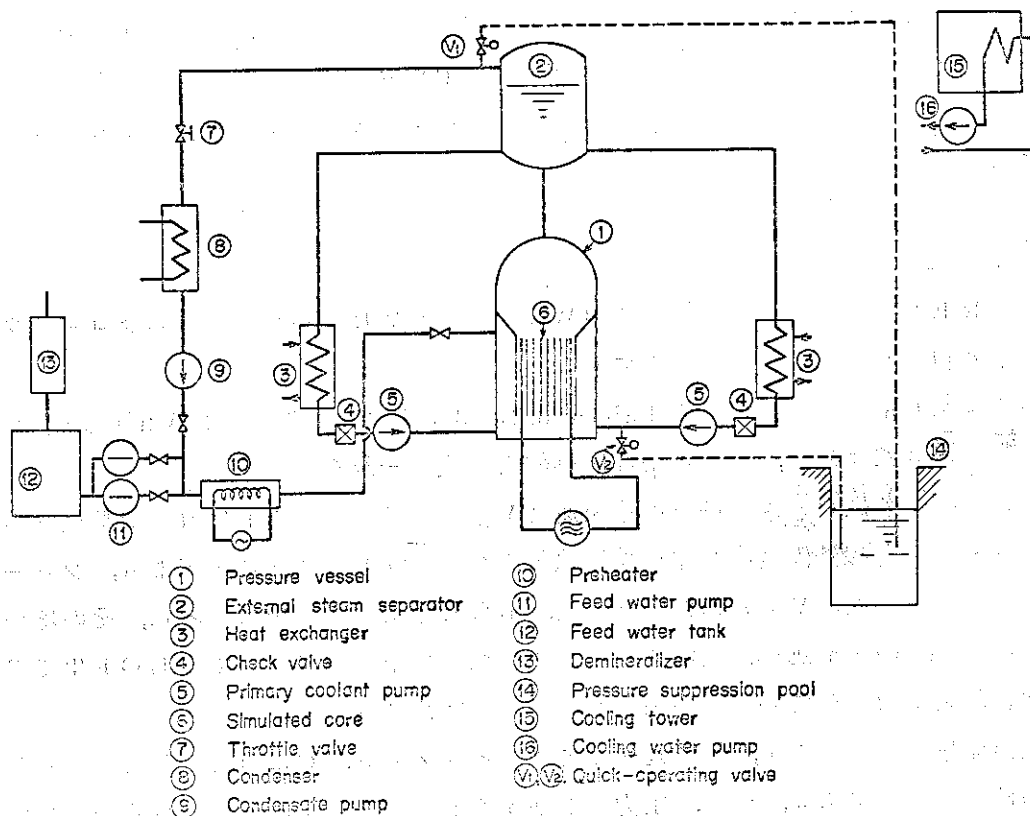 V1
2
15
16
7
1
8
6
13
9
3
3
4
5
5
4
10
V2
14
12
11
1 Pressure vessel
2 External steam separator
3 Heat exchanger
4 Check valve
5 Primary coolant pump
6 Simulated core
7 Throttle valve
8 Condenser
9 Condensate pump
10 Preheater
11 Feed water pump
12 Feed water tank
13 Demineralizer
14 Pressure suppression pool
15 Cooling tower
16 Cooling water pump
V1,V2. Quick-operating valve